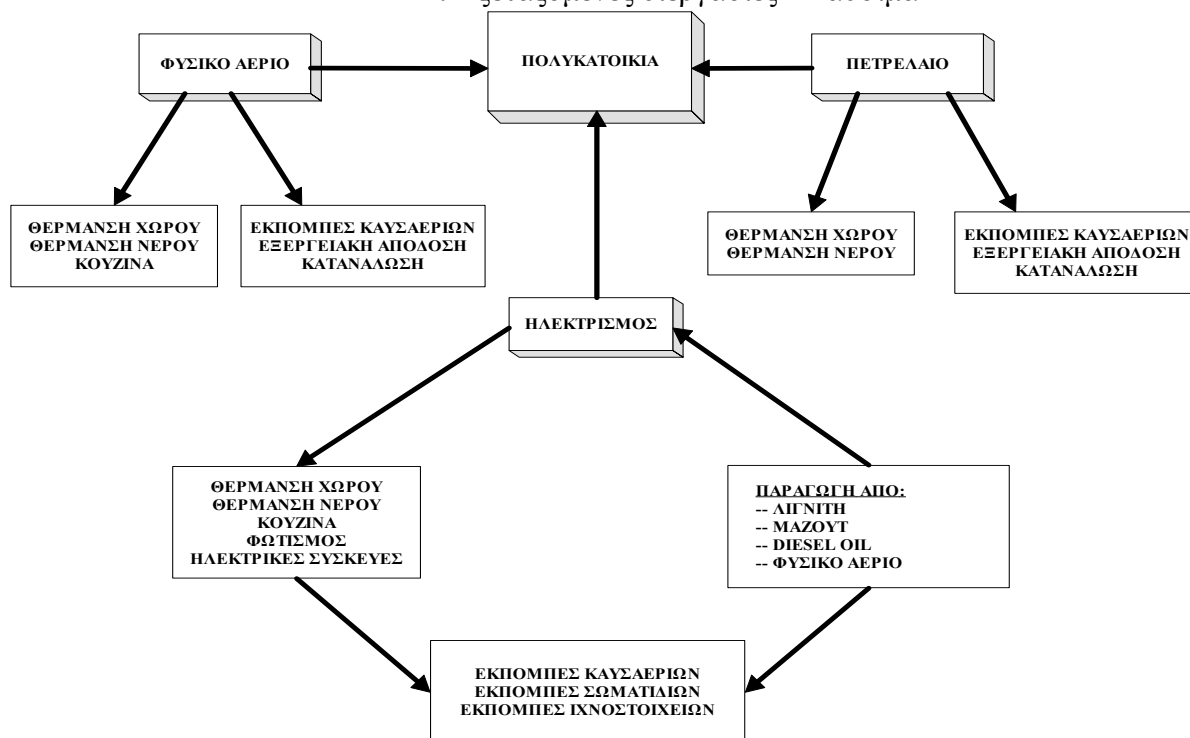 ΦΥΣΙΚΟ ΑΕΡΙΟ
ΠΟΛΥΚΑΤΟΙΚΙΑ
ΠΕΤΡΕΛΑΙΟ
ΘΕΡΜΑΝΣΗ ΧΩΡΟΥ
ΘΕΡΜΑΝΣΗ ΝΕΡΟΥ
ΚΟΥΖΙΝΑ
ΕΚΠΟΜΠΕΣ ΚΑΥΣΑΕΡΙΩΝ
ΕΞΕΡΓΕΙΑΚΗ ΑΠΟΔΟΣΗ
ΚΑΤΑΝΑΛΩΣΗ
ΘΕΡΜΑΝΣΗ ΧΩΡΟΥ
ΘΕΡΜΑΝΣΗ ΝΕΡΟΥ
ΕΚΠΟΜΠΕΣ ΚΑΥΣΑΕΡΙΩΝ
ΕΞΕΡΓΕΙΑΚΗ ΑΠΟΔΟΣΗ
ΚΑΤΑΝΑΛΩΣΗ
ΗΛΕΚΤΡΙΣΜΟΣ
ΘΕΡΜΑΝΣΗ ΧΩΡΟΥ
ΘΕΡΜΑΝΣΗ ΝΕΡΟΥ
ΚΟΥΖΙΝΑ
ΦΩΤΙΣΜΟΣ
ΗΛΕΚΤΡΙΚΕΣ ΣΥΣΚΕΥΕΣ
ΠΑΡΑΓΩΓΗ ΑΠΟ:
-- ΛΙΓΝΙΤΗ
-- ΜΑΖΟΥΤ
-- DIESEL OIL
-- ΦΥΣΙΚΟ ΑΕΡΙΟ
ΕΚΠΟΜΠΕΣ ΚΑΥΣΑΕΡΙΩΝ
ΕΚΠΟΜΠΕΣ ΣΩΜΑΤΙΔΙΩΝ
ΕΚΠΟΜΠΕΣ ΙΧΝΟΣΤΟΙΧΕΙΩΝ